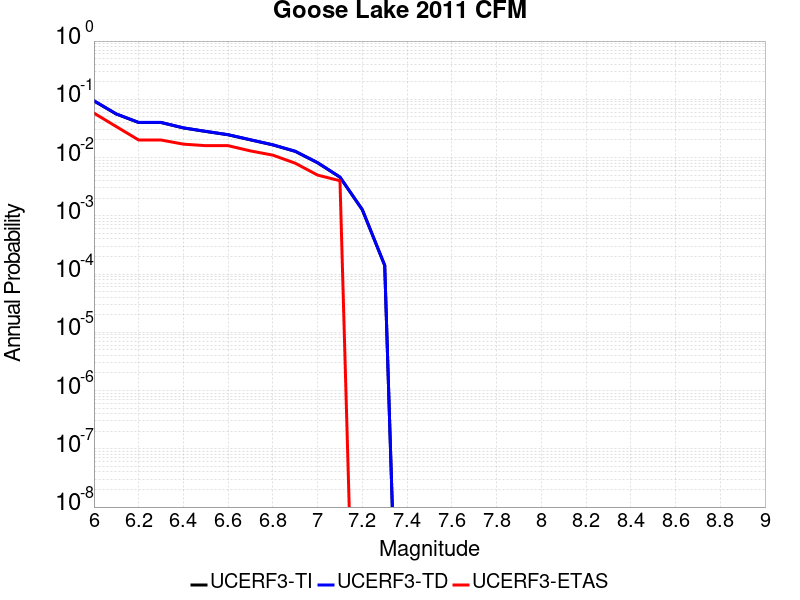 Goose Lake 2011 CFM
10^0
10^-1
10^-2
10^-3
10^-4
10^-5
10^-6
10^-7
10^-8
Annual Probability
6 6.2 6.4 6.6 6.8 7 7.2 7.4 7.6 7.8 8 8.2 8.4 8.6 8.8 9
Magnitude
UCERF3-TI UCERF3-TD UCERF3-ETAS